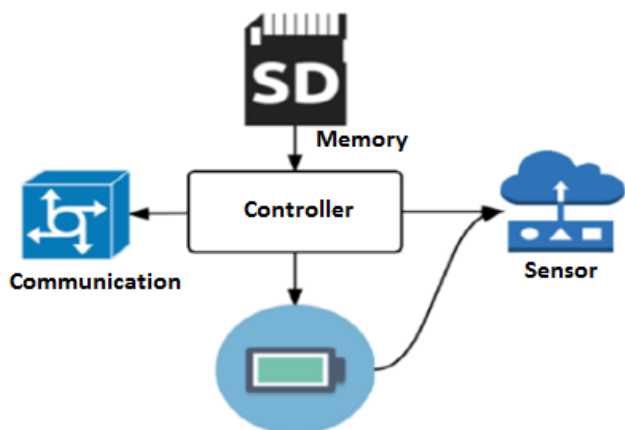 SD
Memory
Controller
Communication
Sensor